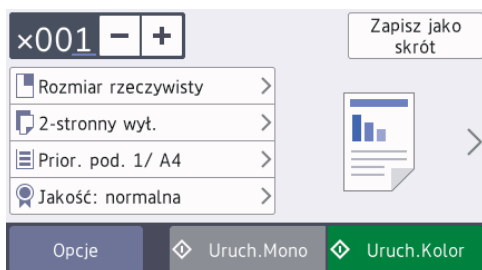 ×001 − +
Zapisz jako
skrót
Rozmiar rzeczywisty
2-stronny wył.
Prior. pod. 1/ A4
Jakość: normalna
Opcje
Uruch.Mono
Uruch.Kolor